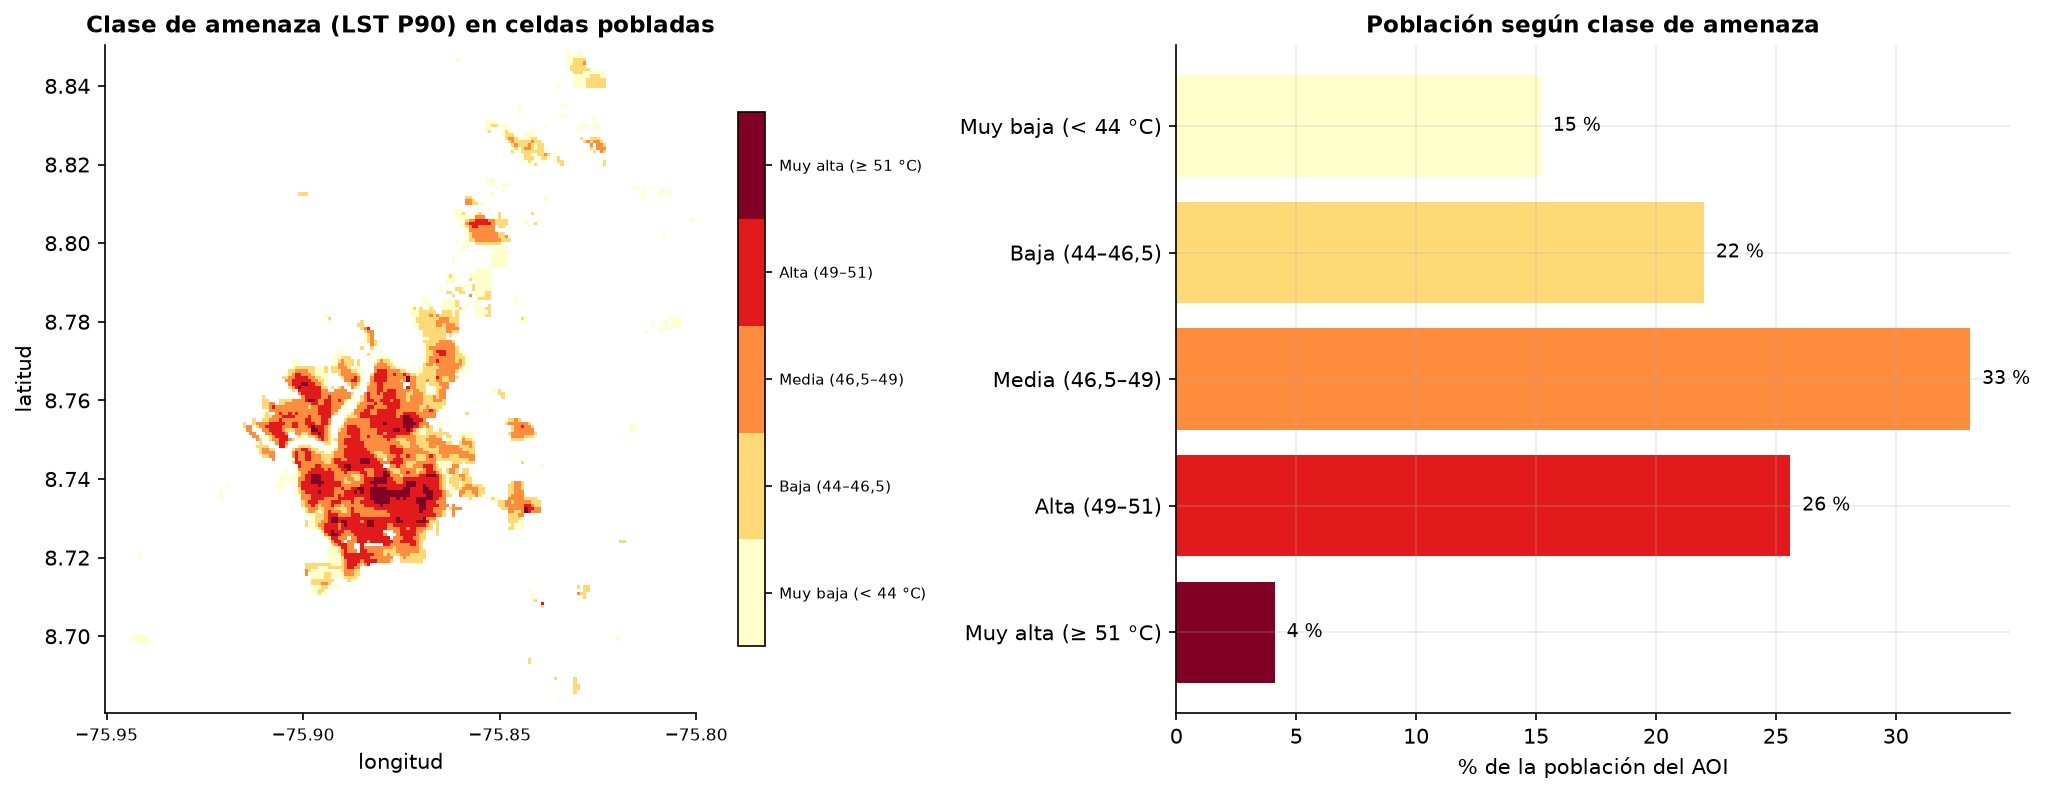 Clase de amenaza (LST P90) en celdas pobladas
8.84
8.82
8.80
8.78
8.76
8.74
8.72
8.70
latitud
−75.95
−75.90
−75.85
−75.80
longitud
Muy alta (≥ 51 °C)
Alta (49–51)
Media (46,5–49)
Baja (44–46,5)
Muy baja (< 44 °C)
Población según clase de amenaza
Muy baja (< 44 °C)
15 %
Baja (44–46,5)
22 %
Media (46,5–49)
33 %
Alta (49–51)
26 %
Muy alta (≥ 51 °C)
4 %
0
5
10
15
20
25
30
% de la población del AOI